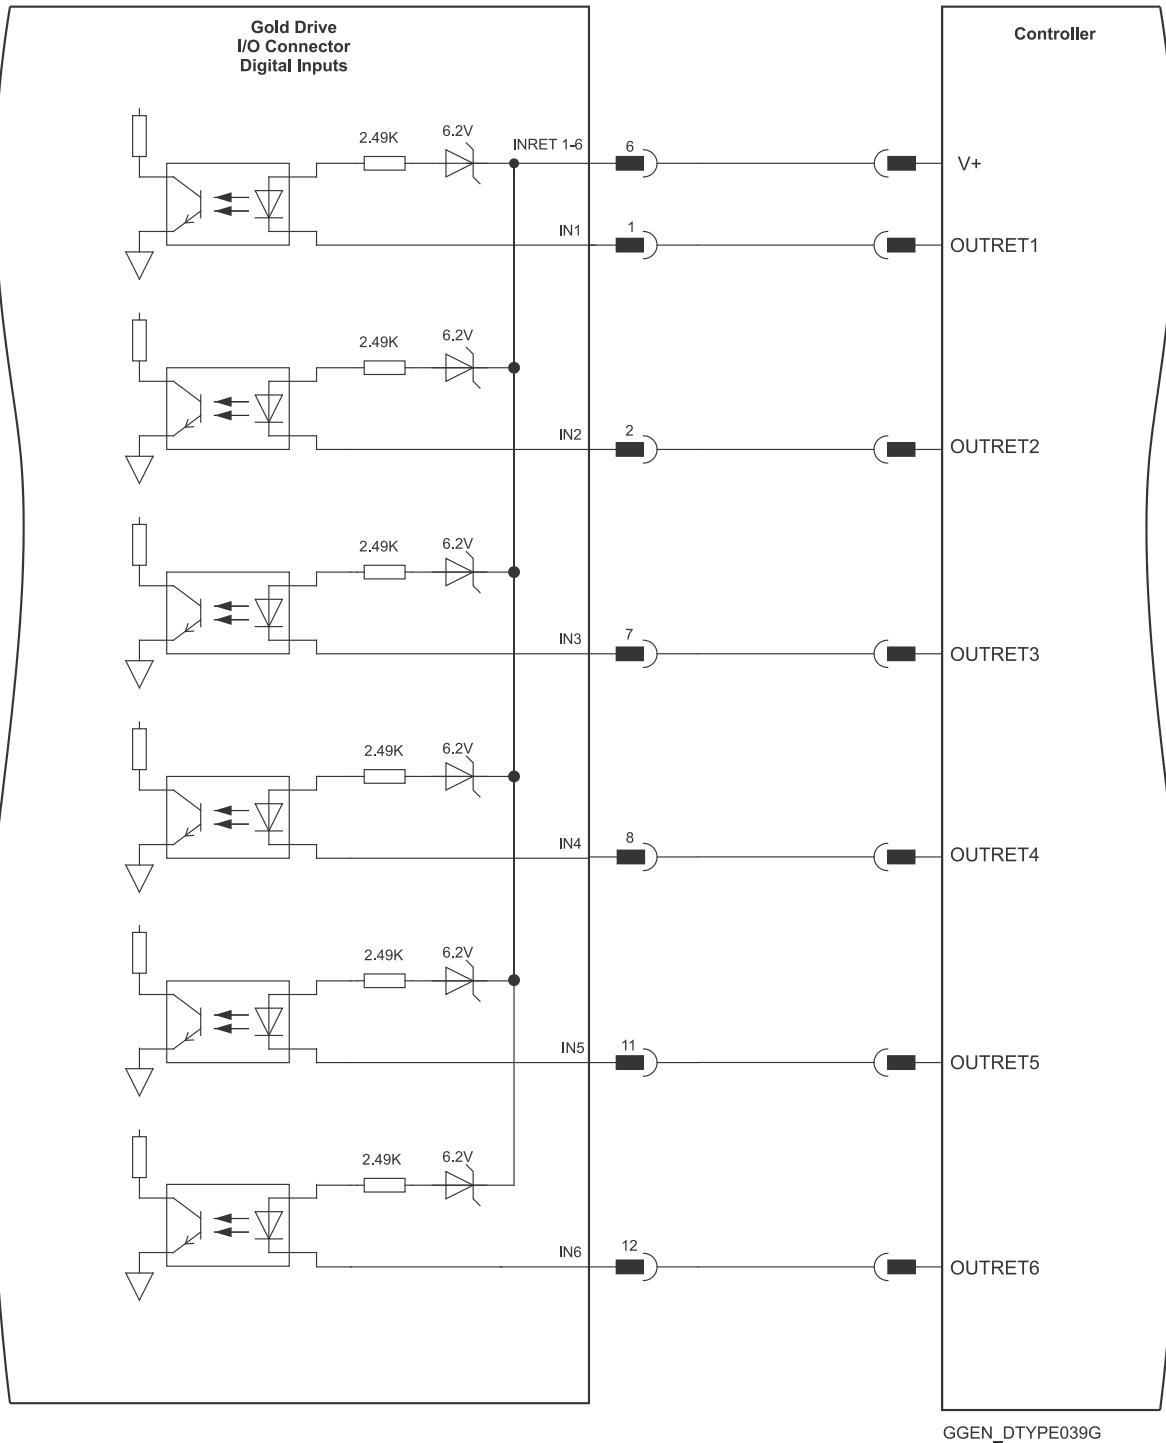 Gold Drive
I/O Connector
Digital Inputs
Controller
2.49K
6.2V
INRET 1-6
6
V+
IN1
1
OUTRET1
2.49K
6.2V
IN2
2
OUTRET2
2.49K
6.2V
IN3
7
OUTRET3
2.49K
6.2V
IN4
8
OUTRET4
2.49K
6.2V
IN5
11
OUTRET5
2.49K
6.2V
IN6
12
OUTRET6
GGEN_DTYPE039G